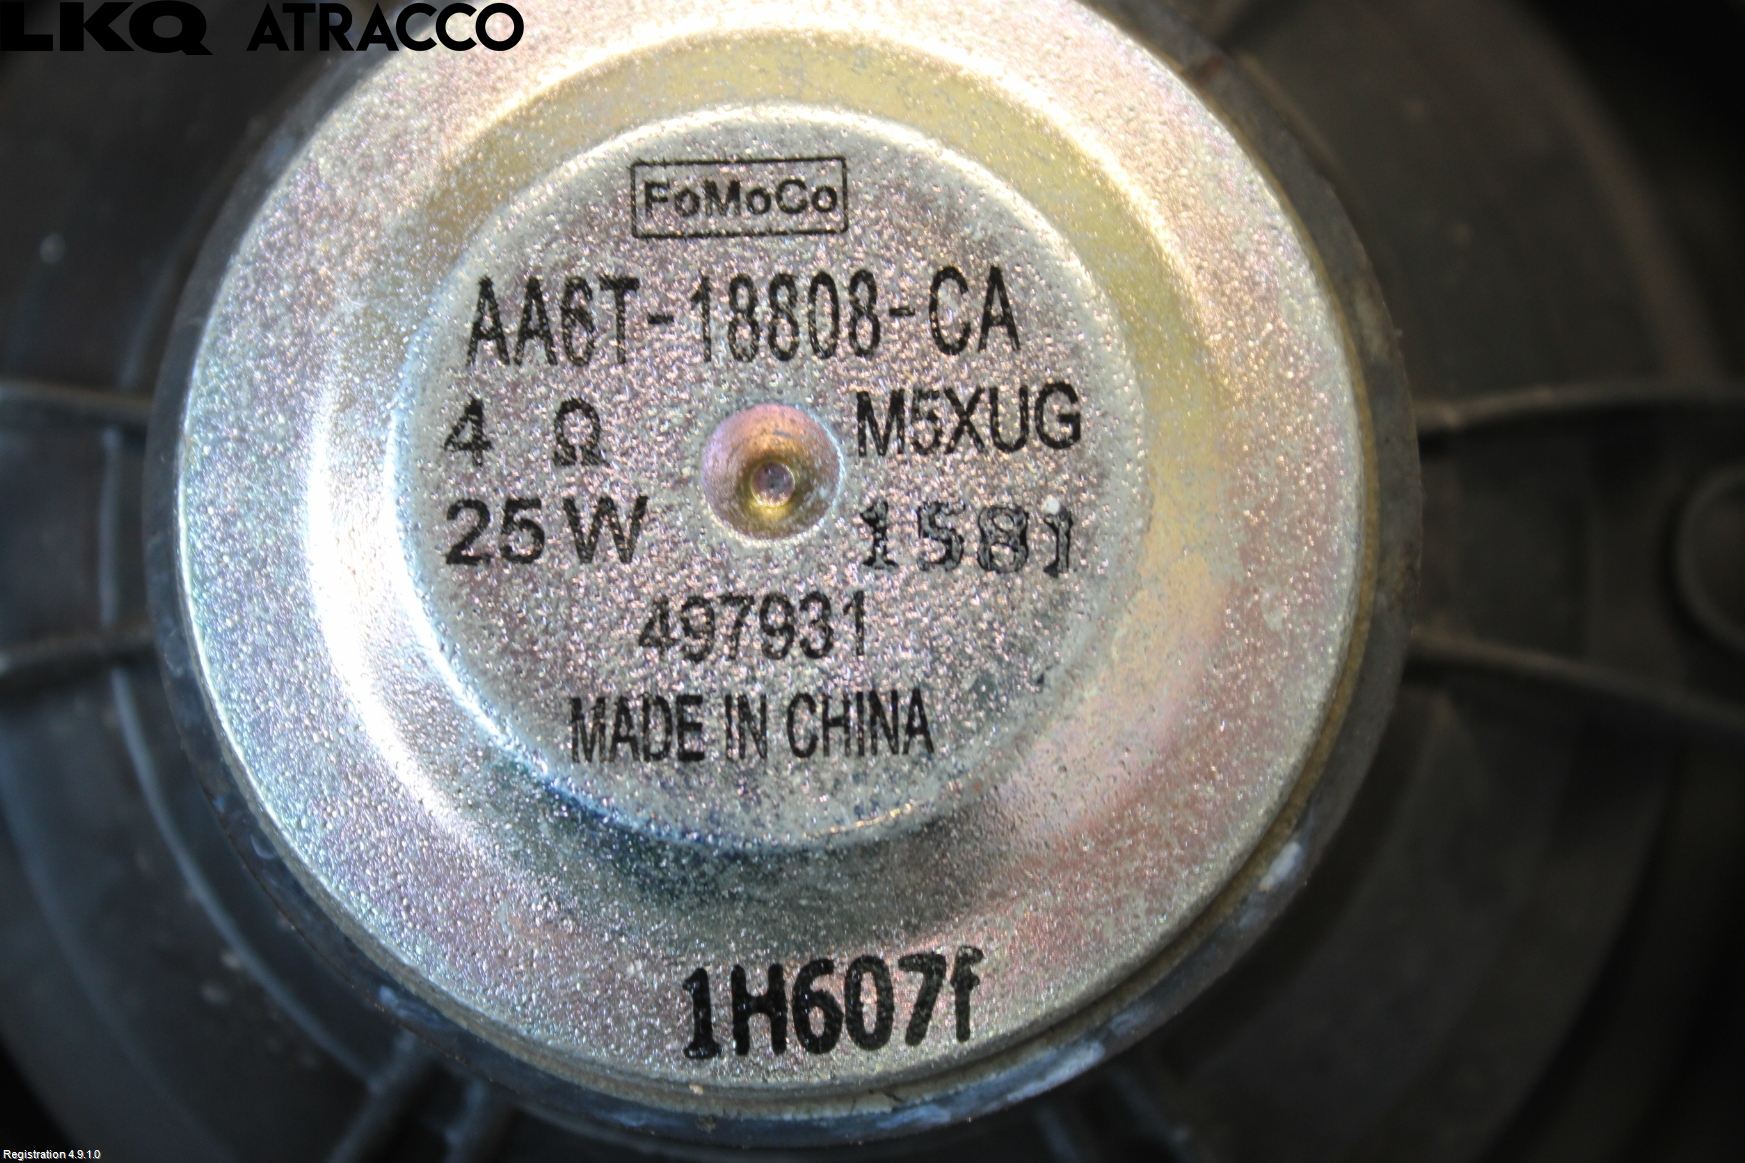 LKQ ATRACCO
FoMoCo
AA6T-18808-CA
4 Ω M5XUG
25W 1581
497931
MADE IN CHINA
1H607f
Registration 4.9.1.0